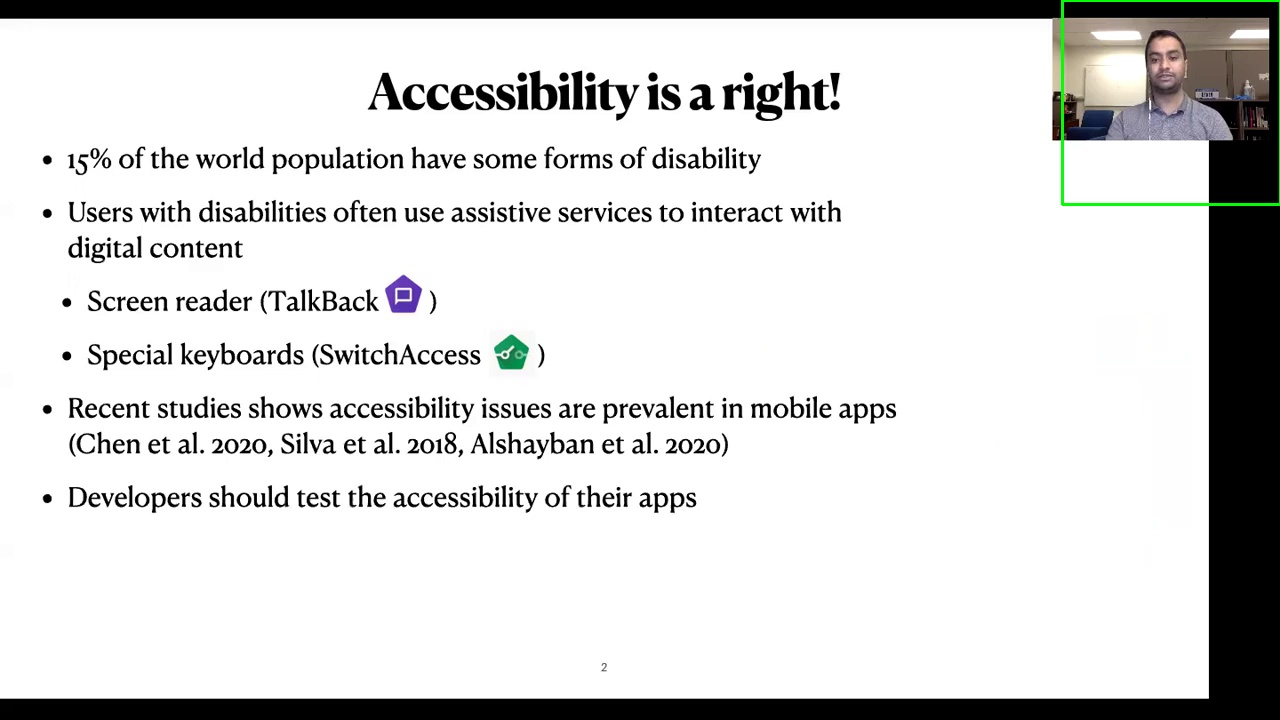 Accessibility is a right!
• 15% of the world population have some forms of disability
• Users with disabilities often use assistive services to interact with
digital content
• Screen reader (TalkBack )
• Special keyboards (SwitchAccess )
• Recent studies shows accessibility issues are prevalent in mobile apps
(Chen et al. 2020, Silva et al. 2018, Alshayban et al. 2020)
• Developers should test the accessibility of their apps
2